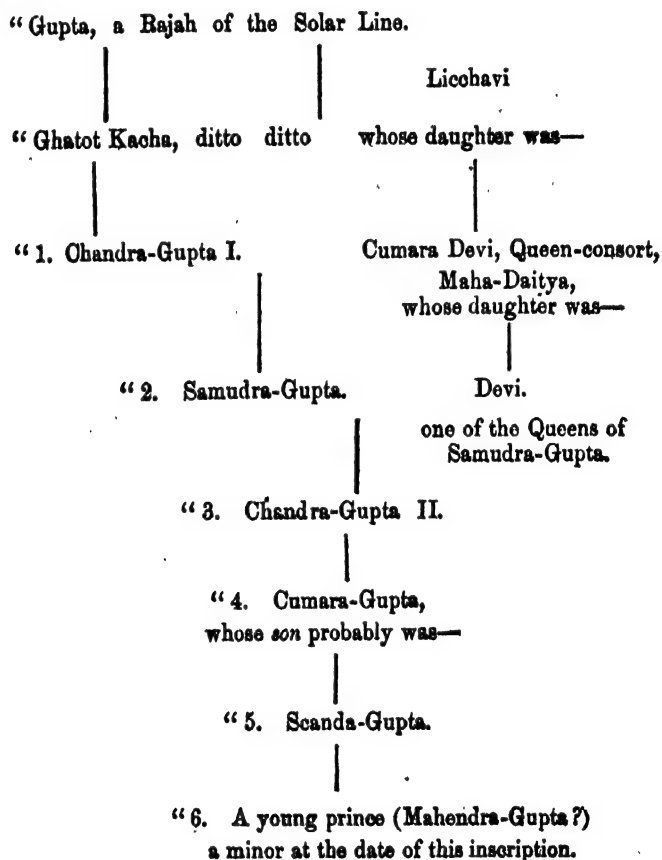 “ Gupta, a Rajah of the Solar Line.
Licchavi
“ Ghatot Kacha, ditto ditto whose daughter was—
“ 1. Chandra-Gupta I. Cumara Devi, Queen-consort,
Maha-Daitya,
whose daughter was—
“ 2. Samudra-Gupta. Devi.
one of the Queens of
Samudra-Gupta.
“ 3. Chandra-Gupta II.
“ 4. Cumara-Gupta,
whose son probably was—
“ 5. Scanda-Gupta.
“ 6. A young prince (Mahendra-Gupta?)
a minor at the date of this inscription.